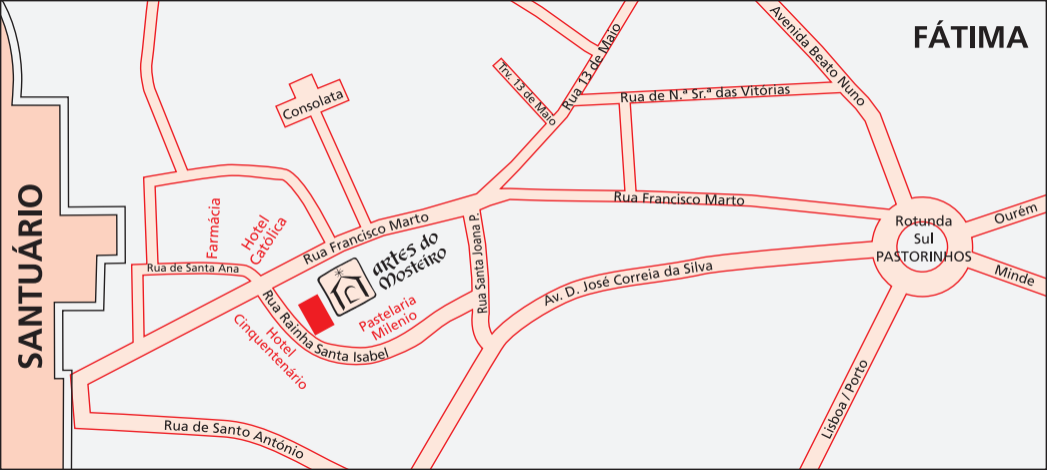 FÁTIMA
Avenida Beato Nuno
Rua 13 de Maio
Trv. 13 de Maio
Rua de N.ª Sr.ª das Vitórias
Consolata
SANTUÁRIO
Farmácia
Hotel
Católica
Rua Francisco Marto
Rua Francisco Marto
Rotunda
Sul
PASTORINHOS
Ourém
Minde
Rua de Santa Ana
artes do
Mosteiro
Rua Santa Joana P.
Av. D. José Correia da Silva
Rua Rainha Santa Isabel
Pastelaria
Milenio
Hotel
Cinquentenário
Lisboa / Porto
Rua de Santo António